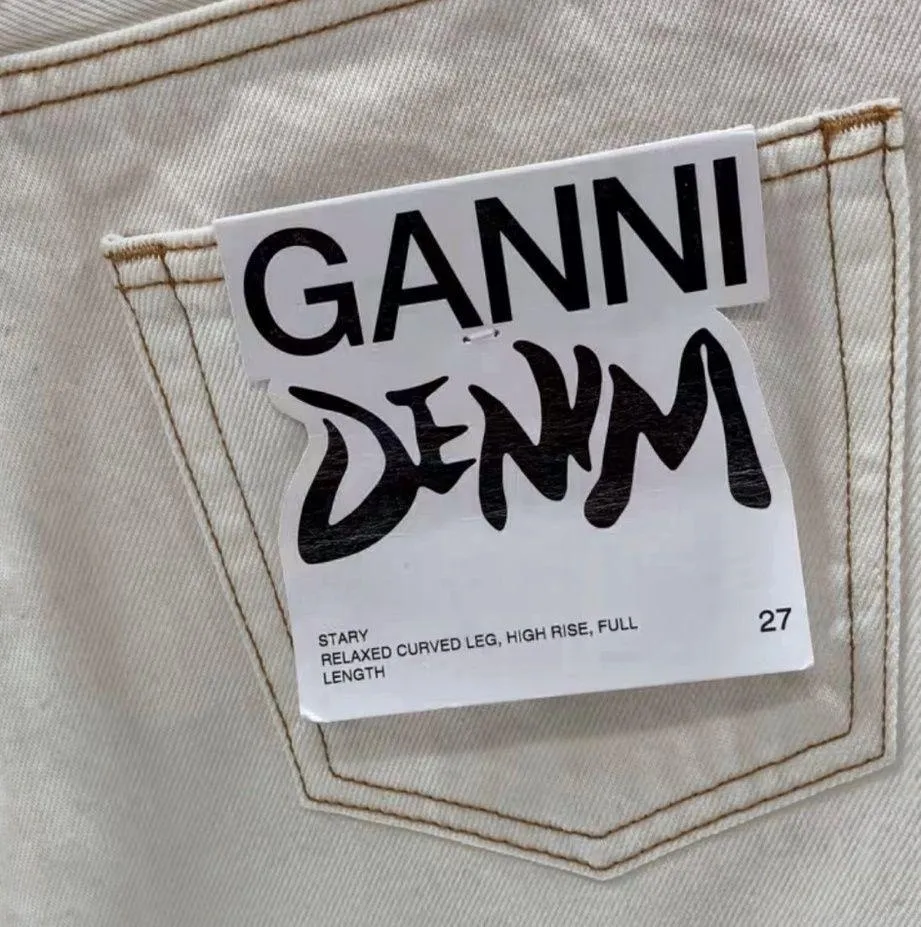 GANNI
DENIM
STARY
RELAXED CURVED LEG, HIGH RISE, FULL
LENGTH
27